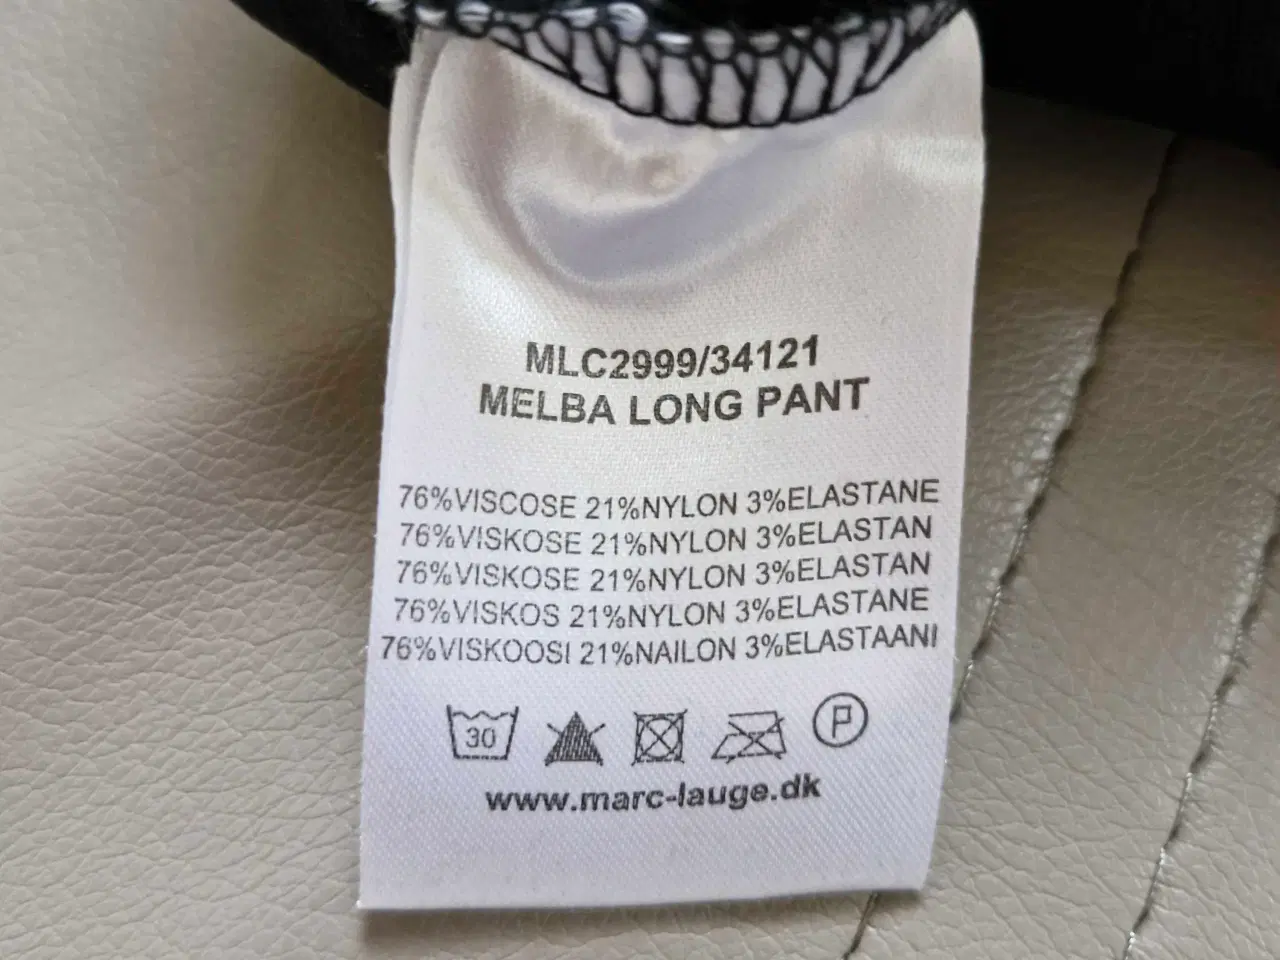 MLC2999/34121
MELBA LONG PANT
76%VISCOSE 21%NYLON 3%ELASTANE
76%VISKOSE 21%NYLON 3%ELASTAN
76%VISKOSE 21%NYLON 3%ELASTAN
76%VISKOS 21%NYLON 3%ELASTANE
76%VISKOOSI 21%NAILON 3%ELASTAANI
30 P
www.marc-lauge.dk